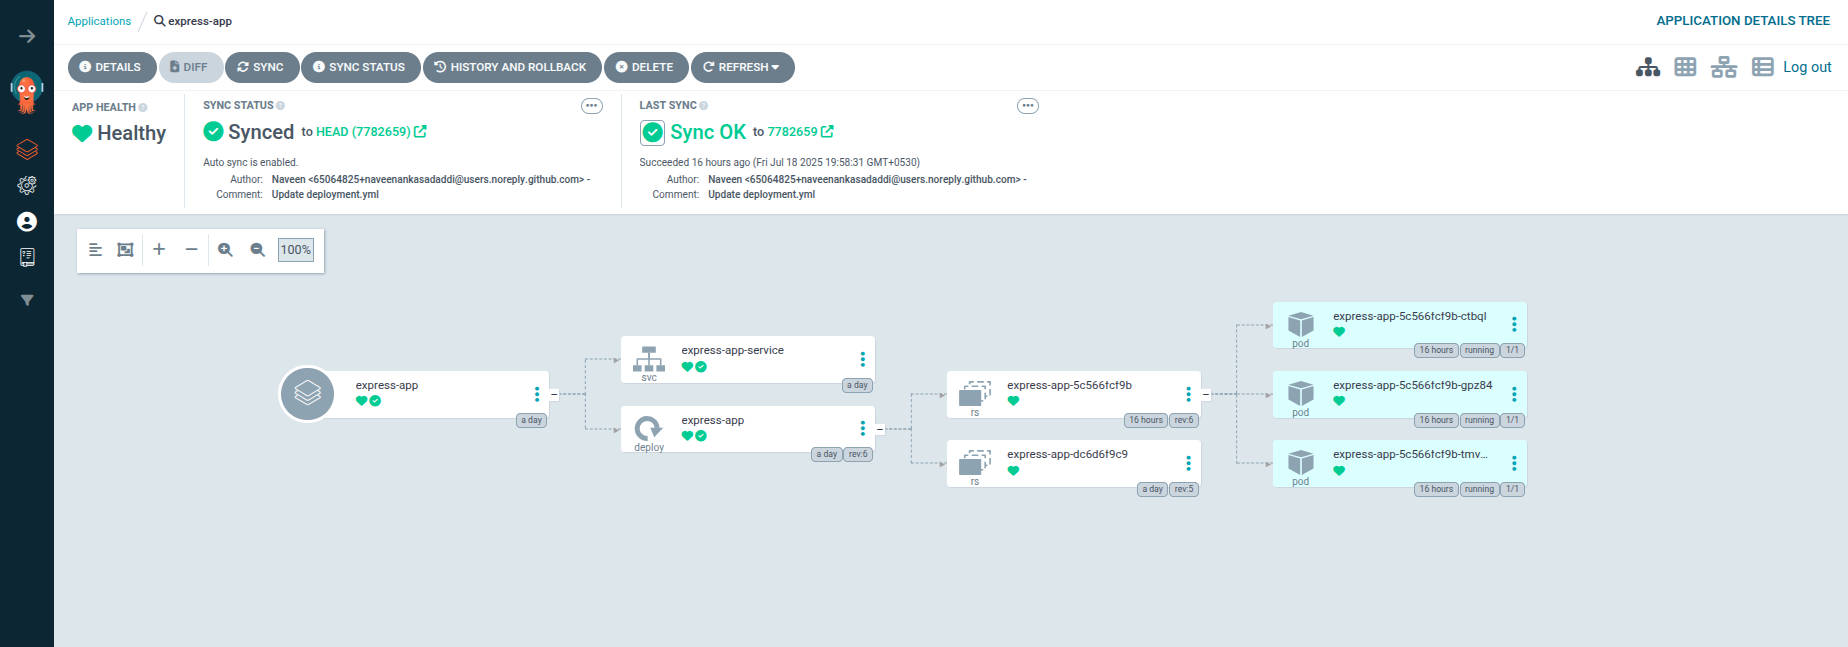 Applications / express-app
APPLICATION DETAILS TREE
DETAILS
DIFF
SYNC
SYNC STATUS
HISTORY AND ROLLBACK
DELETE
REFRESH
Log out
APP HEALTH
Healthy
SYNC STATUS
Synced to HEAD (7782659)
Auto sync is enabled.
Author: Naveen <65064825+naveenankasadaddi@users.noreply.github.com> -
Comment: Update deployment.yml
LAST SYNC
Sync OK to 7782659
Succeeded 16 hours ago (Fri Jul 18 2025 19:58:31 GMT+0530)
Author: Naveen <65064825+naveenankasadaddi@users.noreply.github.com> -
Comment: Update deployment.yml
100%
express-app
a day
svc
express-app-service
a day
deploy
express-app
a day rev:6
rs
express-app-5c566fcf9b
16 hours rev:6
rs
express-app-dc6d6f9c9
a day rev:5
pod
express-app-5c566fcf9b-ctbql
16 hours running 1/1
pod
express-app-5c566fcf9b-gpz84
16 hours running 1/1
pod
express-app-5c566fcf9b-tmv...
16 hours running 1/1